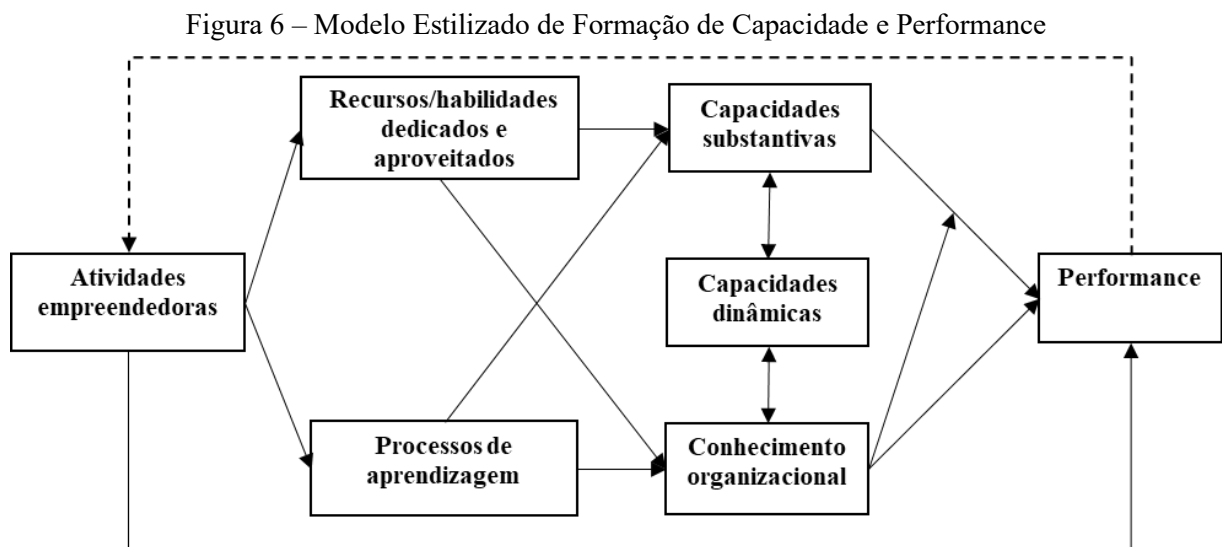 Figura 6 – Modelo Estilizado de Formação de Capacidade e Performance
Recursos/habilidades
dedicados e
aproveitados
Capacidades
substantivas
Atividades
empreendedoras
Capacidades
dinâmicas
Performance
Processos de
aprendizagem
Conhecimento
organizacional